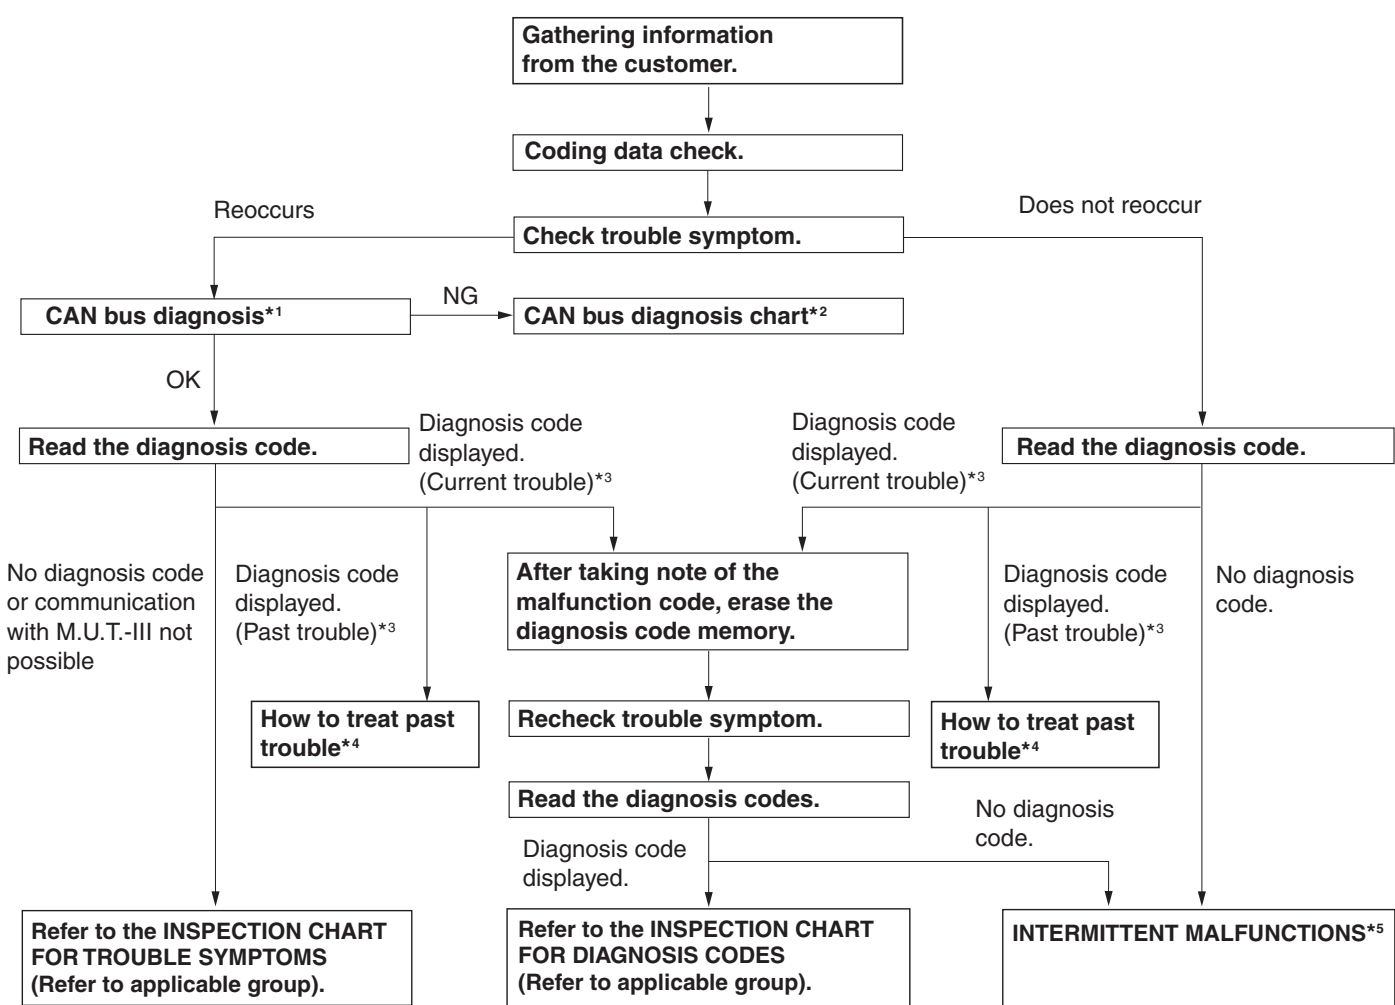 Gathering information
from the customer.
Coding data check.
Reoccurs
Does not reoccur
Check trouble symptom.
CAN bus diagnosis*1
NG
CAN bus diagnosis chart*2
OK
Read the diagnosis code.
Diagnosis code
displayed.
(Current trouble)*3
Diagnosis code
displayed.
(Current trouble)*3
Read the diagnosis code.
No diagnosis code
or communication
with M.U.T.-III not
possible
Diagnosis code
displayed.
(Past trouble)*3
After taking note of the
malfunction code, erase the
diagnosis code memory.
Diagnosis code
displayed.
(Past trouble)*3
No diagnosis
code.
How to treat past
trouble*4
Recheck trouble symptom.
How to treat past
trouble*4
Read the diagnosis codes.
No diagnosis
code.
Diagnosis code
displayed.
Refer to the INSPECTION CHART
FOR TROUBLE SYMPTOMS
(Refer to applicable group).
Refer to the INSPECTION CHART
FOR DIAGNOSIS CODES
(Refer to applicable group).
INTERMITTENT MALFUNCTIONS*5